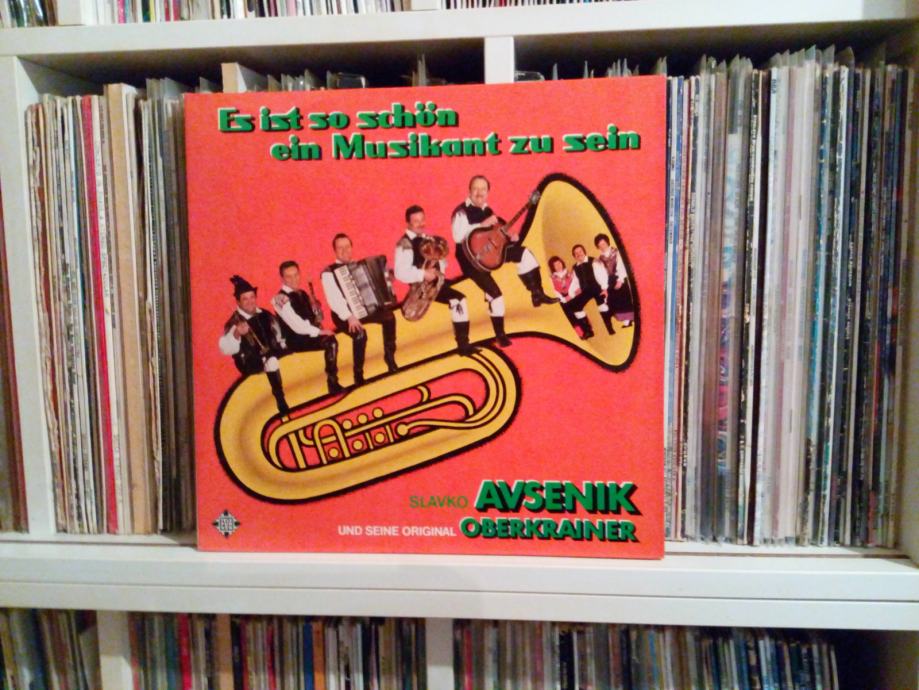 Es ist so schön
ein Musikant zu sein
SLAVKO AVSENIK
UND SEINE ORIGINAL OBERKRAINER